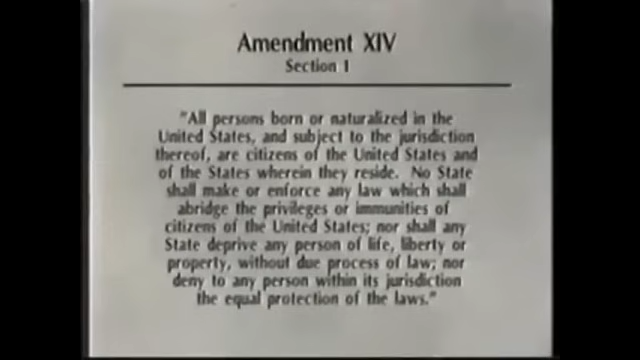 Amendment XIV
Section 1
"All persons born or naturalized in the
United States, and subject to the jurisdiction
thereof, are citizens of the United States and
of the States wherein they reside. No State
shall make or enforce any law which shall
abridge the privileges or immunities of
citizens of the United States; nor shall any
State deprive any person of life, liberty or
property, without due process of law; nor
deny to any person within its jurisdiction
the equal protection of the laws."